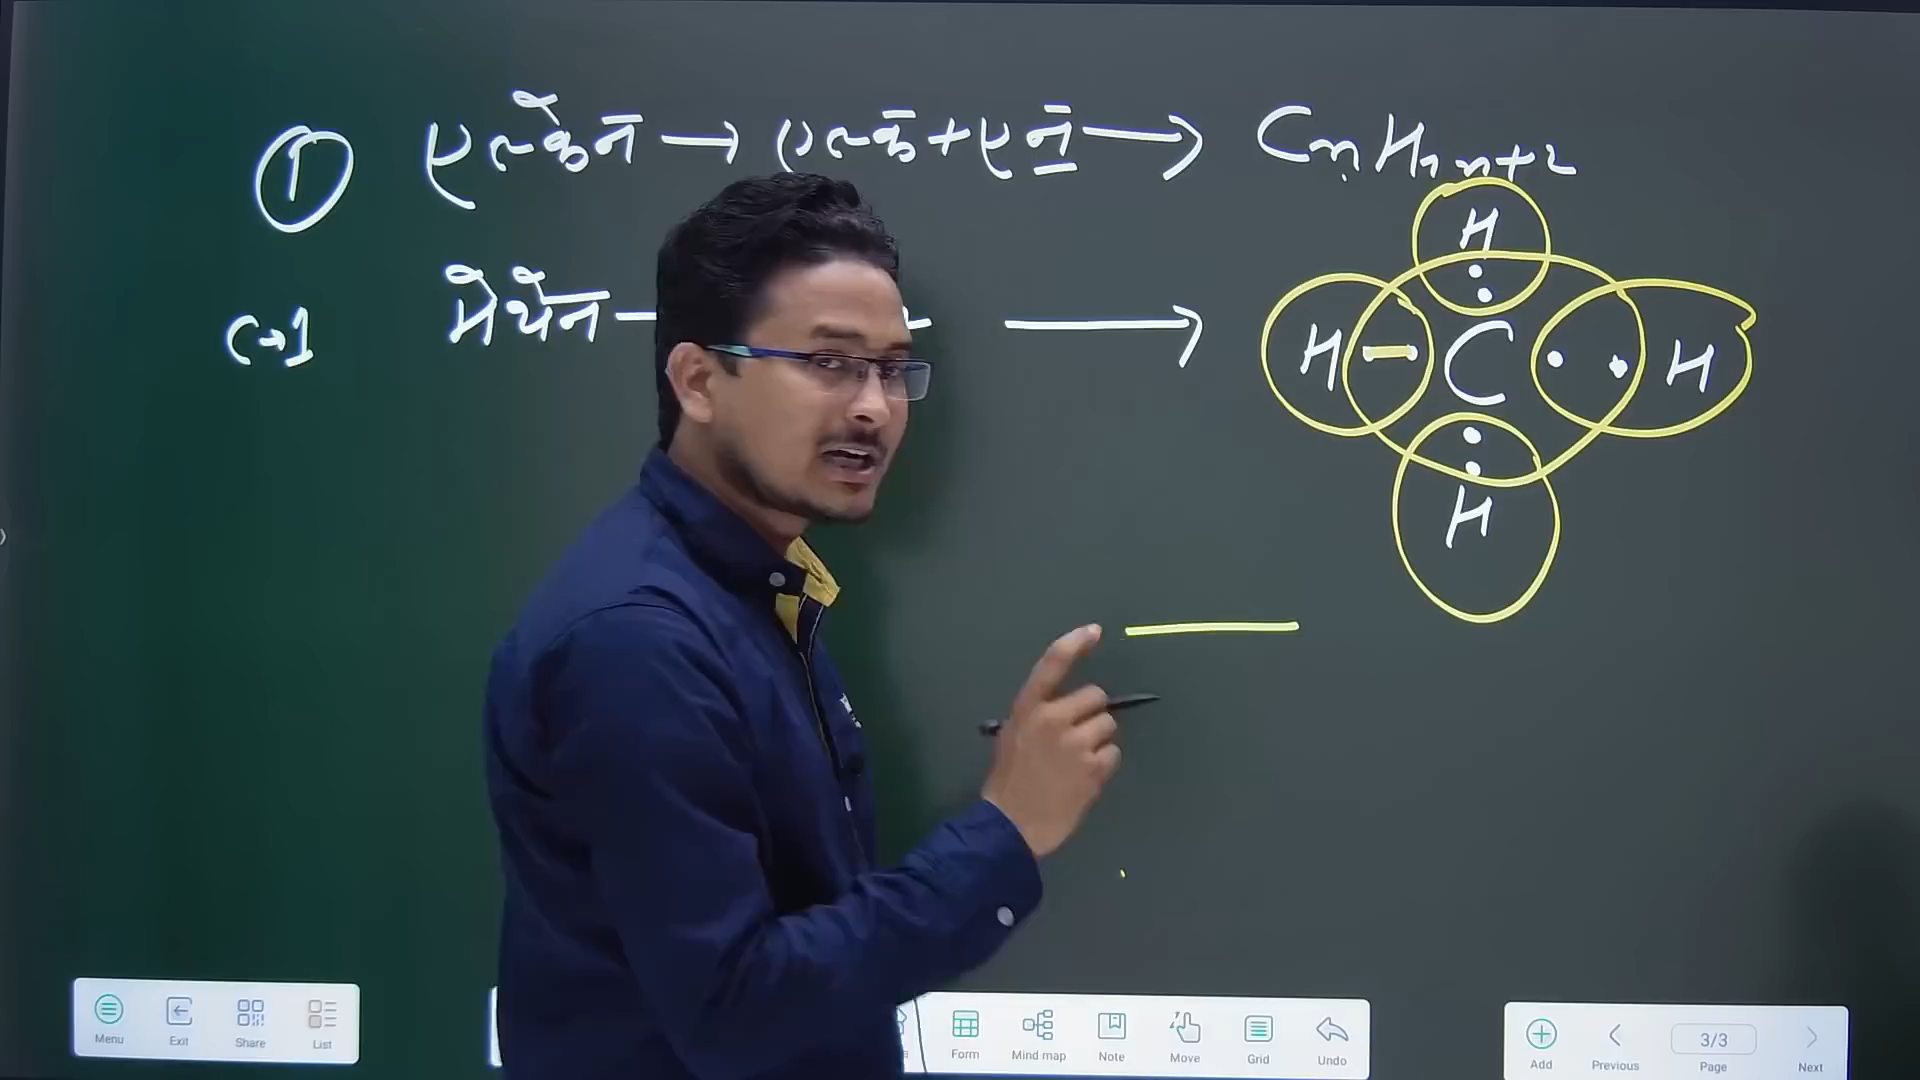 1 एल्केन → एल्क + एन → CnH2n+2
C→1 मेथेन →
H
H - C : H
H
Menu Exit Share List Form Mind map Note Move Grid Undo Add Previous 3/3 Page Next